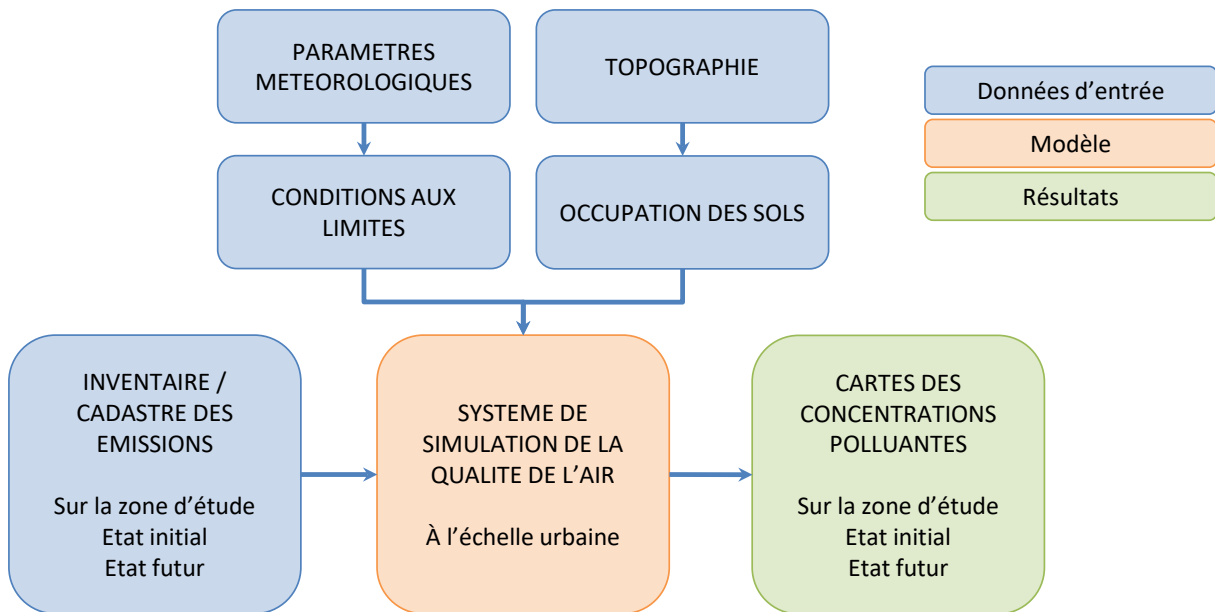 PARAMETRES
METEOROLOGIQUES
TOPOGRAPHIE
Données d'entrée
Modèle
Résultats
CONDITIONS AUX
LIMITES
OCCUPATION DES SOLS
INVENTAIRE /
CADASTRE DES
EMISSIONS
Sur la zone d'étude
Etat initial
Etat futur
SYSTEME DE
SIMULATION DE LA
QUALITE DE L'AIR
À l'échelle urbaine
CARTES DES
CONCENTRATIONS
POLLUANTES
Sur la zone d'étude
Etat initial
Etat futur